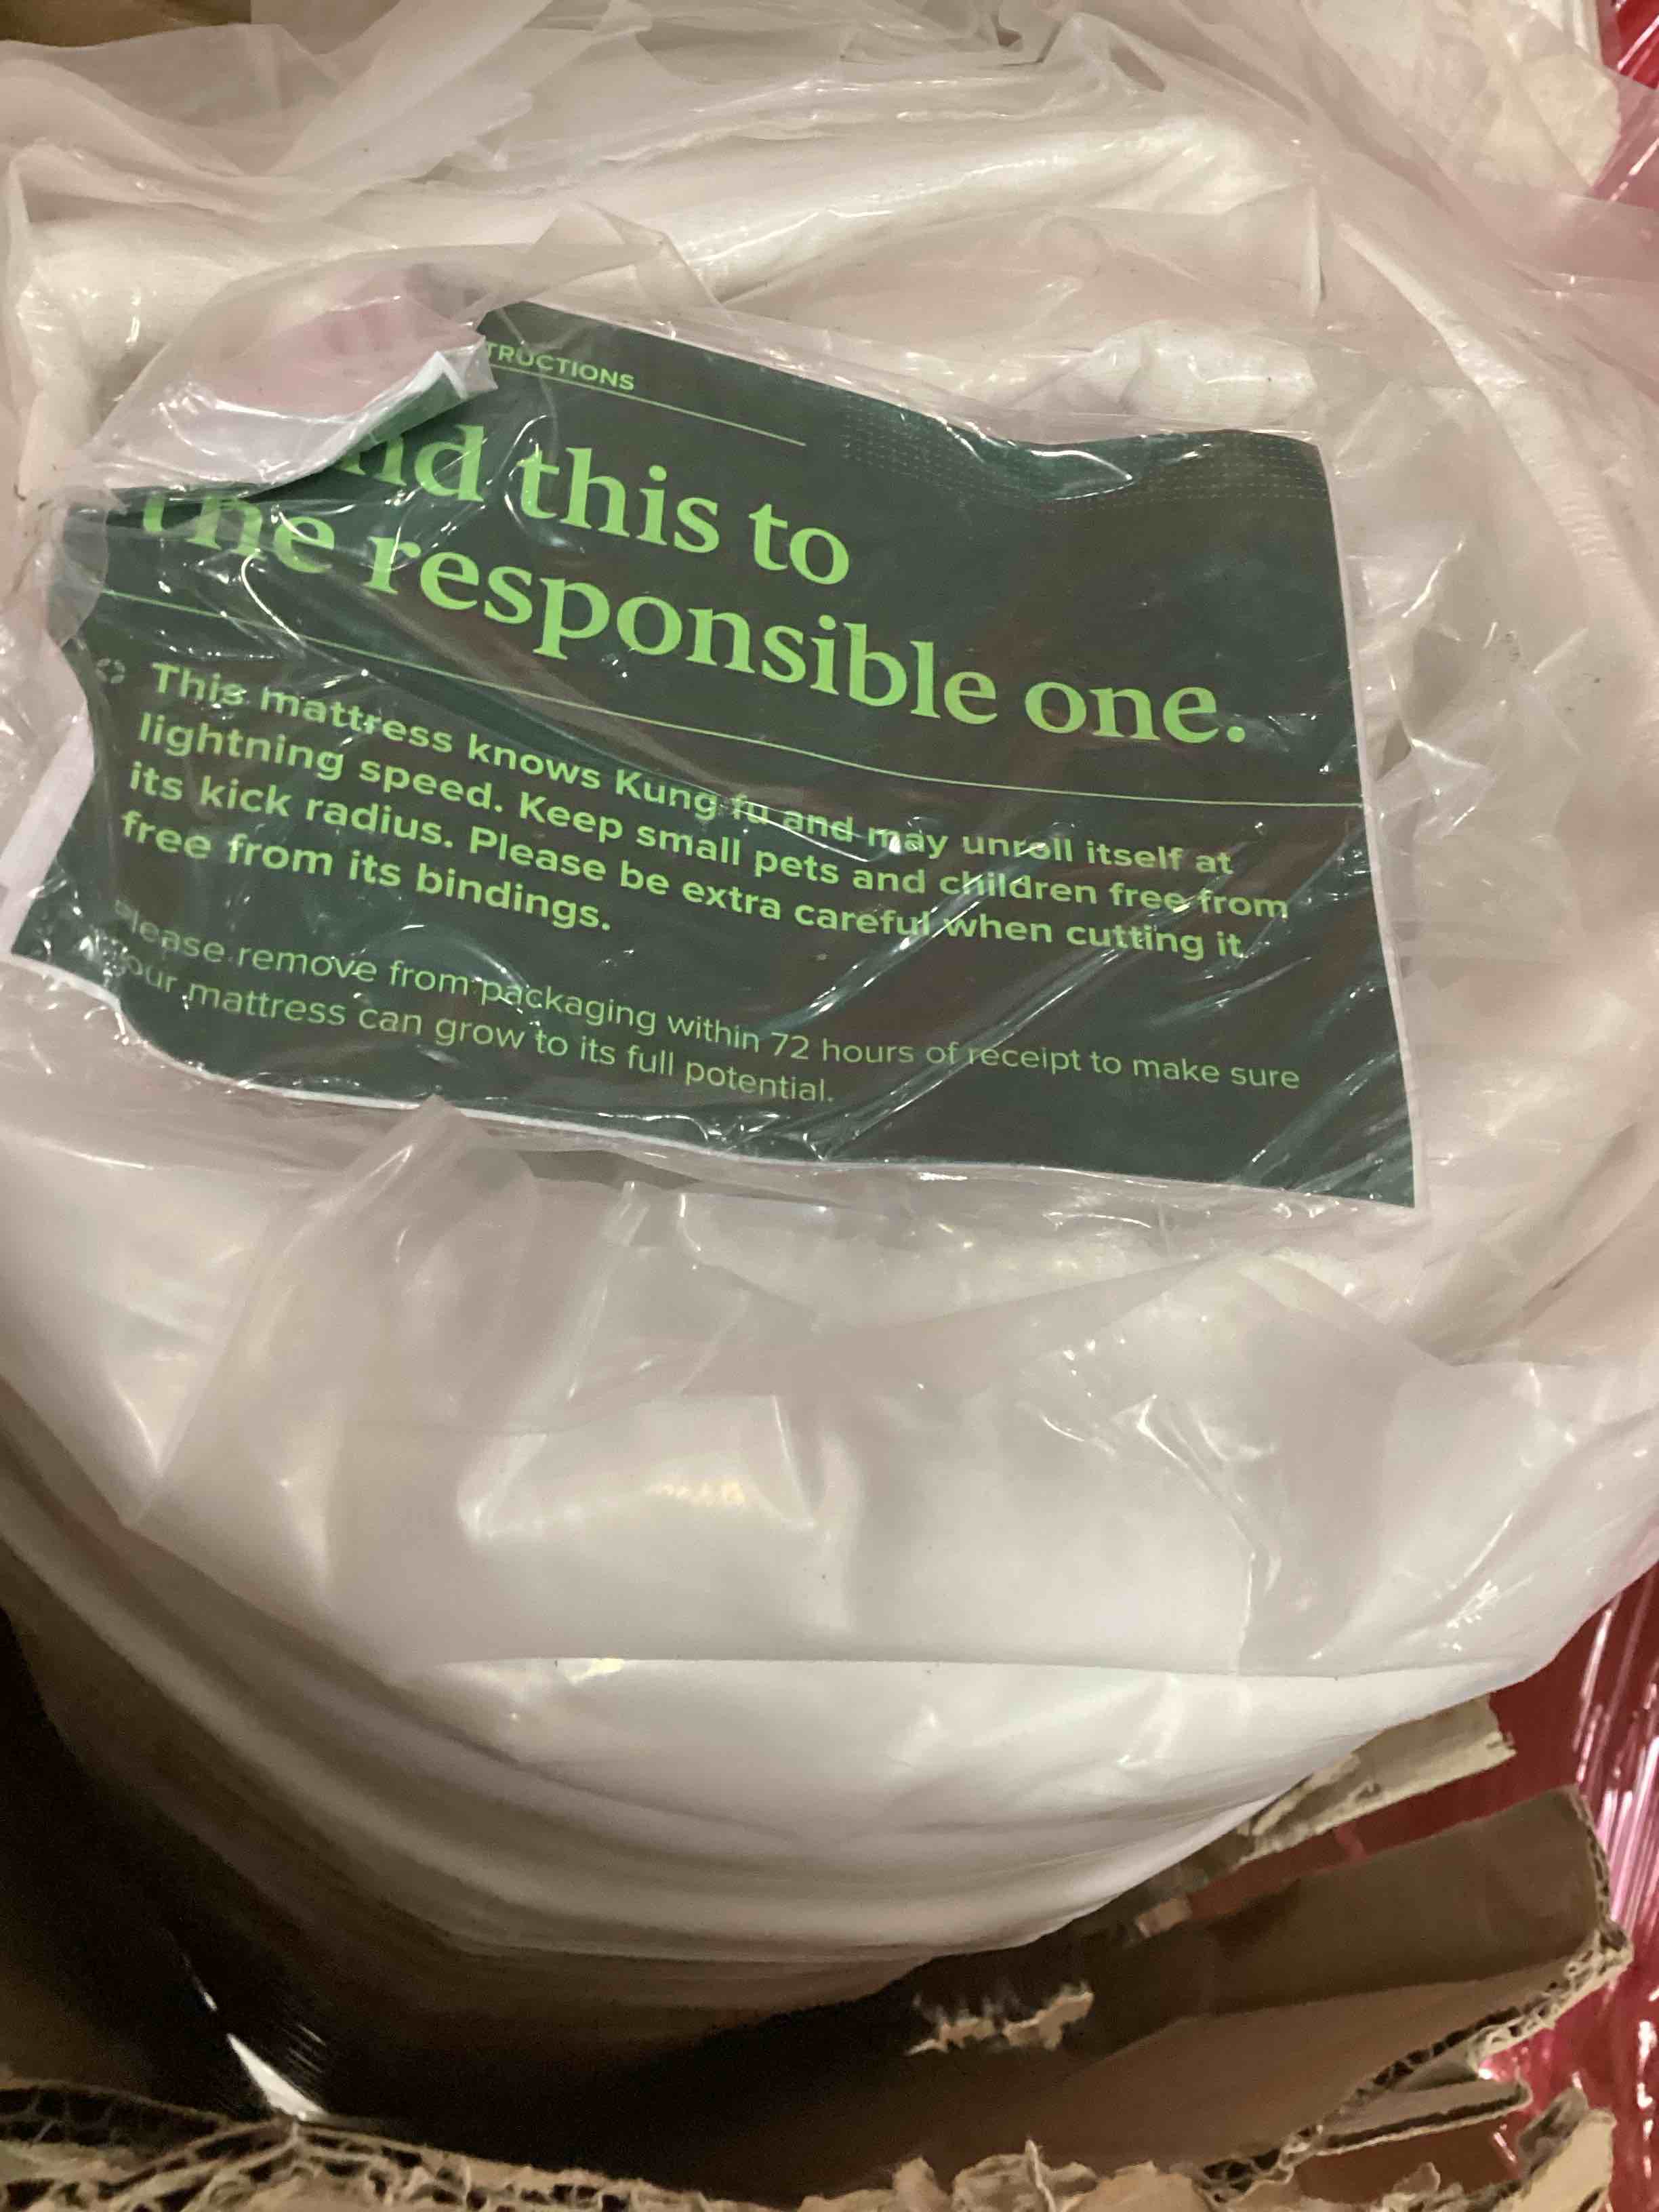 TRUCTIONS
nd this to
the responsible one.
This mattress knows Kung fu and may unroll itself at
lightning speed. Keep small pets and children free from
its kick radius. Please be extra careful when cutting it
free from its bindings.
Please remove from packaging within 72 hours of receipt to make sure
our mattress can grow to its full potential.